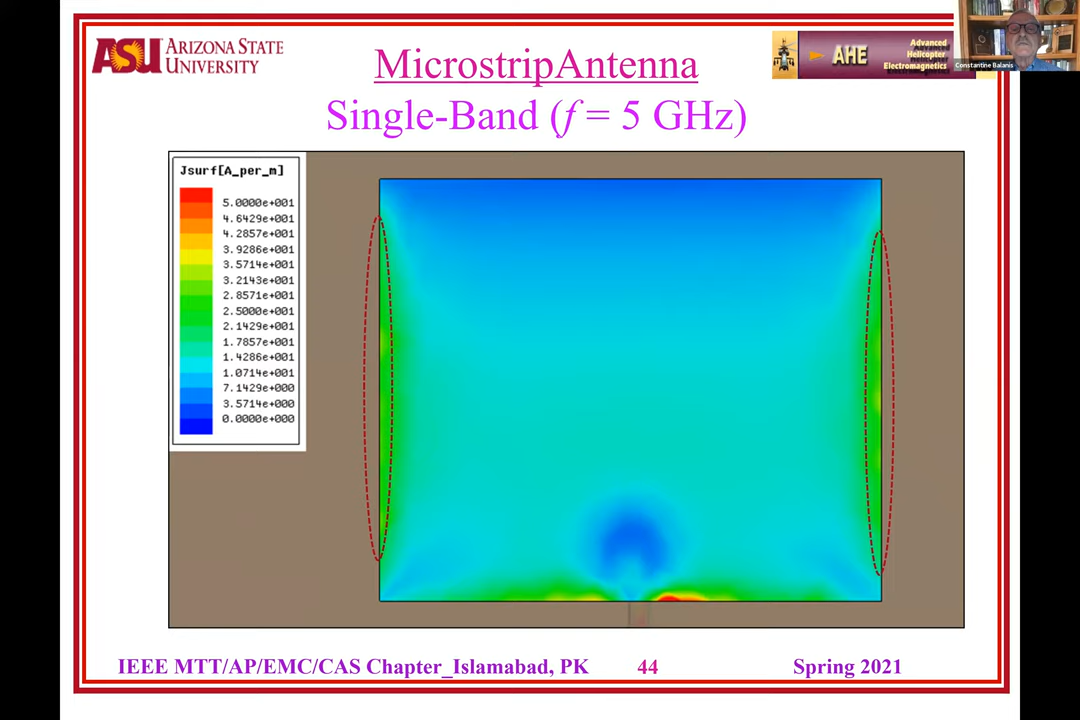 ASU ARIZONA STATE
UNIVERSITY
MicrostripAntenna
Single-Band (f = 5 GHz)
AHE
Advanced
Helicopter
Electromagnetics
Constantine Balanis
Jsurf[A_per_m]
5.0000e+001
4.6429e+001
4.2857e+001
3.9286e+001
3.5714e+001
3.2143e+001
2.8571e+001
2.5000e+001
2.1429e+001
1.7857e+001
1.4286e+001
1.0714e+001
7.1429e+000
3.5714e+000
0.0000e+000
IEEE MTT/AP/EMC/CAS Chapter_Islamabad, PK 44 Spring 2021